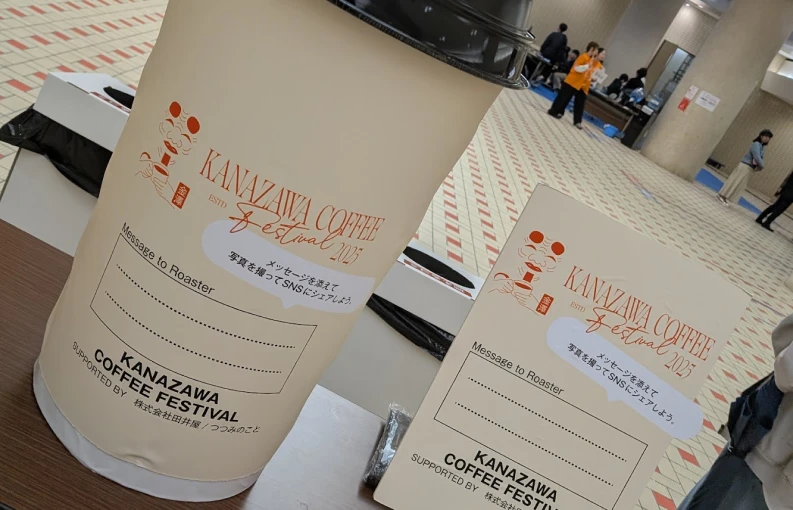 KANAZAWA COFFEE
ESTD Festival 2025
金澤
メッセージを添えて
写真を撮ってSNSにシェアしよう。
Message to Roaster
KANAZAWA
COFFEE FESTIVAL
SUPPORTED BY 株式会社田井屋/つつみのこと
KANAZAWA COFFEE
ESTD Festival 2025
金澤
メッセージを添えて
写真を撮ってSNSにシェアしよう。
Message to Roaster
KANAZAWA
COFFEE FESTIV
SUPPORTED BY 株式会社